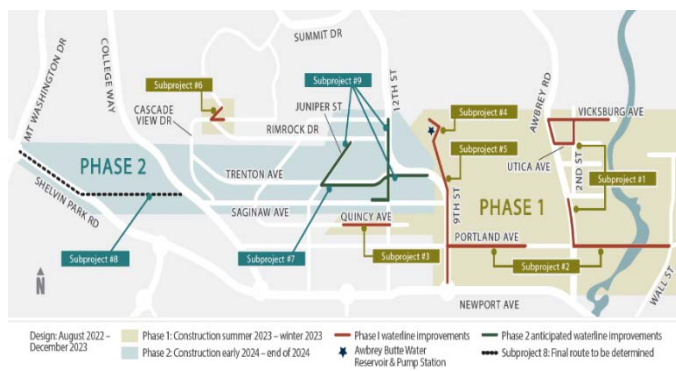 SUMMIT DR
MT WASHINGTON DR
COLLEGE WAY
Subproject #6
Subproject #9
12TH ST
Subproject #4
AWBREY RD
VICKSBURG AVE
CASCADE
VIEW DR
JUNIPER ST
RIMROCK DR
Subproject #5
UTICA AVE
2ND ST
Subproject #1
PHASE 2
TRENTON AVE
9TH ST
PHASE 1
SHELVIN PARK RD
SAGINAW AVE
QUINCY AVE
PORTLAND AVE
Subproject #8
Subproject #7
Subproject #3
Subproject #2
WALL ST
N
NEWPORT AVE
Design: August 2022 –
December 2023
Phase 1: Construction summer 2023 – winter 2023
Phase 2: Construction early 2024 – end of 2024
Phase I waterline improvements
Awbrey Butte Water
Reservoir & Pump Station
Phase 2 anticipated waterline improvements
Subproject 8: Final route to be determined